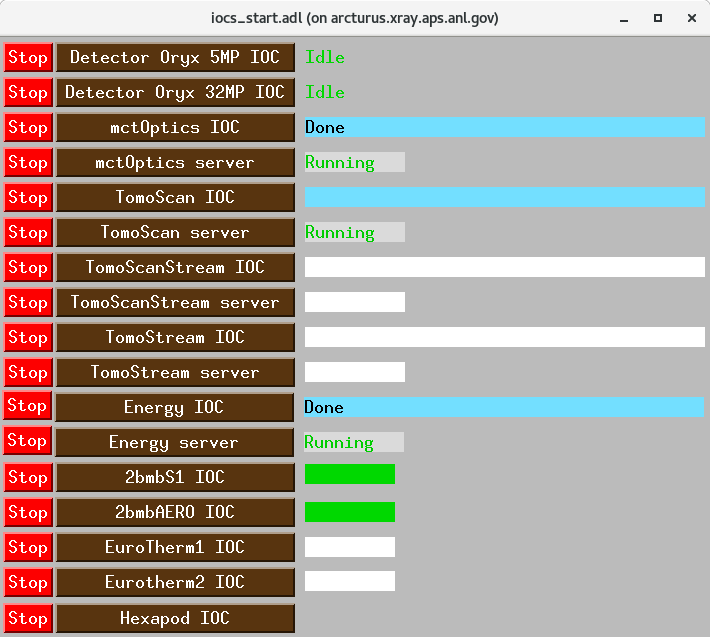 iocs_start.adl (on arcturus.xray.aps.anl.gov)
Stop Detector Oryx 5MP IOC Idle
Stop Detector Oryx 32MP IOC Idle
Stop mctOptics IOC Done
Stop mctOptics server Running
Stop TomoScan IOC
Stop TomoScan server Running
Stop TomoScanStream IOC
Stop TomoScanStream server
Stop TomoStream IOC
Stop TomoStream server
Stop Energy IOC Done
Stop Energy server Running
Stop 2bmbS1 IOC
Stop 2bmbAERO IOC
Stop EuroTherm1 IOC
Stop Eurotherm2 IOC
Stop Hexapod IOC